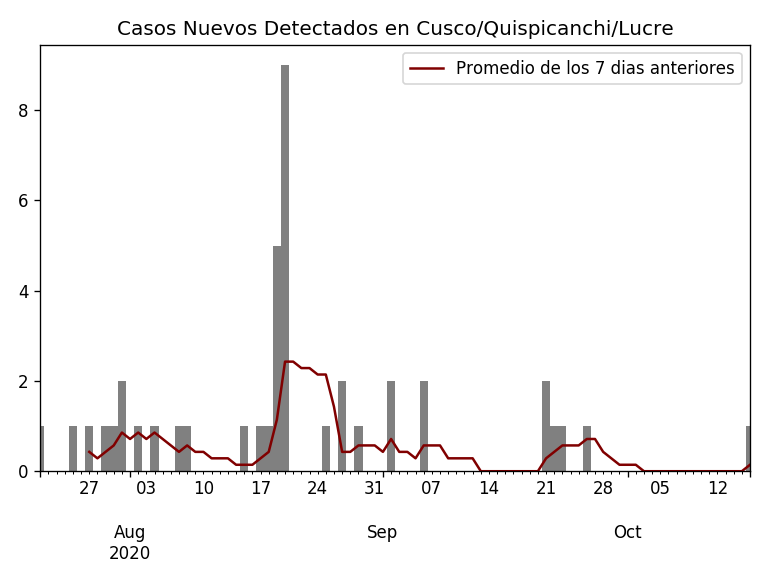 Casos Nuevos Detectados en Cusco/Quispicanchi/Lucre
Promedio de los 7 dias anteriores
8
6
4
2
0
27 03 10 17 24 31 07 14 21 28 05 12
Aug Sep Oct
2020